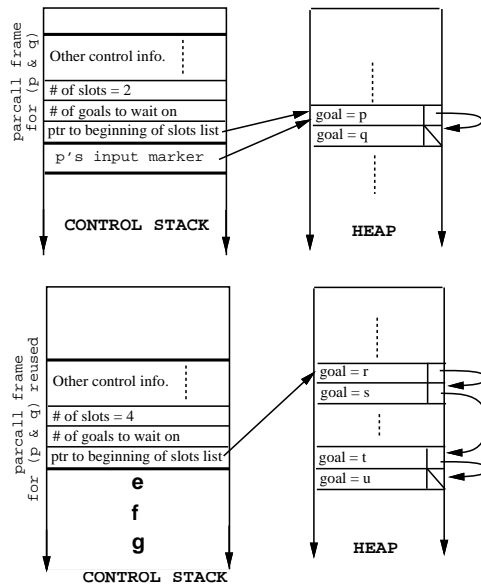 parcall frame
for (p & q)
Other control info.
# of slots = 2
# of goals to wait on
ptr to beginning of slots list
p's input marker
CONTROL STACK
goal = p
goal = q
HEAP
parcall frame
for (p & q) reused
Other control info.
# of slots = 4
# of goals to wait on
ptr to beginning of slots list
e
f
g
CONTROL STACK
goal = r
goal = s
goal = t
goal = u
HEAP